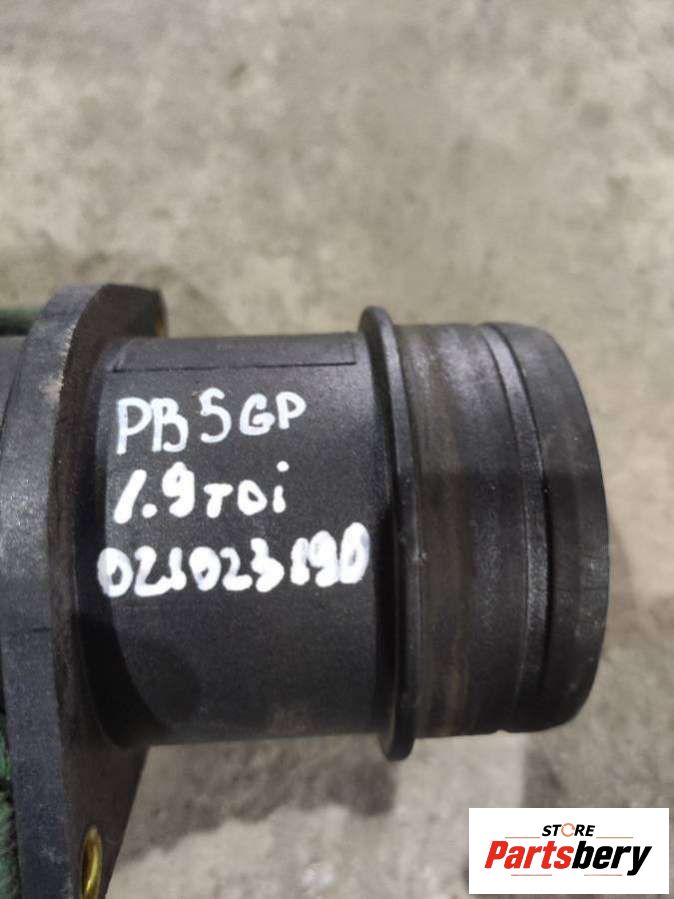 PB5GP
1.9TDi
021023190
STORE
Partsbery